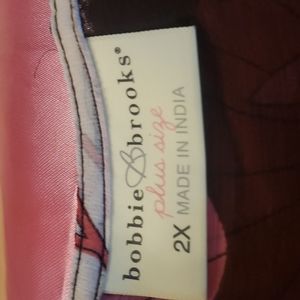 bobbie B brooks®
plus size
2X MADE IN INDIA